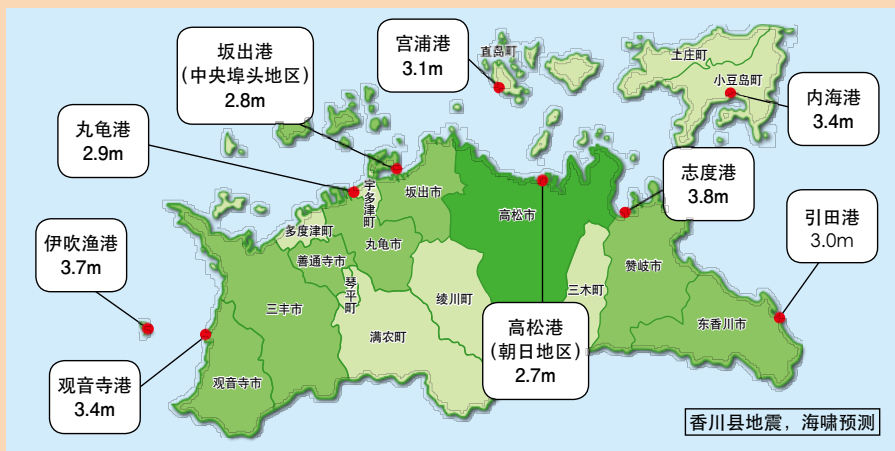 坂出港
(中央埠头地区)
2.8m
宫浦港
3.1m
直岛町
土庄町
小豆岛町
内海港
3.4m
丸龟港
2.9m
志度港
3.8m
引田港
3.0m
伊吹渔港
3.7m
观音寺港
3.4m
高松港
(朝日地区)
2.7m
宇多津町
坂出市
高松市
多度津町
丸龟市
善通寺市
琴平町
绫川町
三木町
赞岐市
三丰市
满农町
东香川市
观音寺市
香川县地震，海啸预测